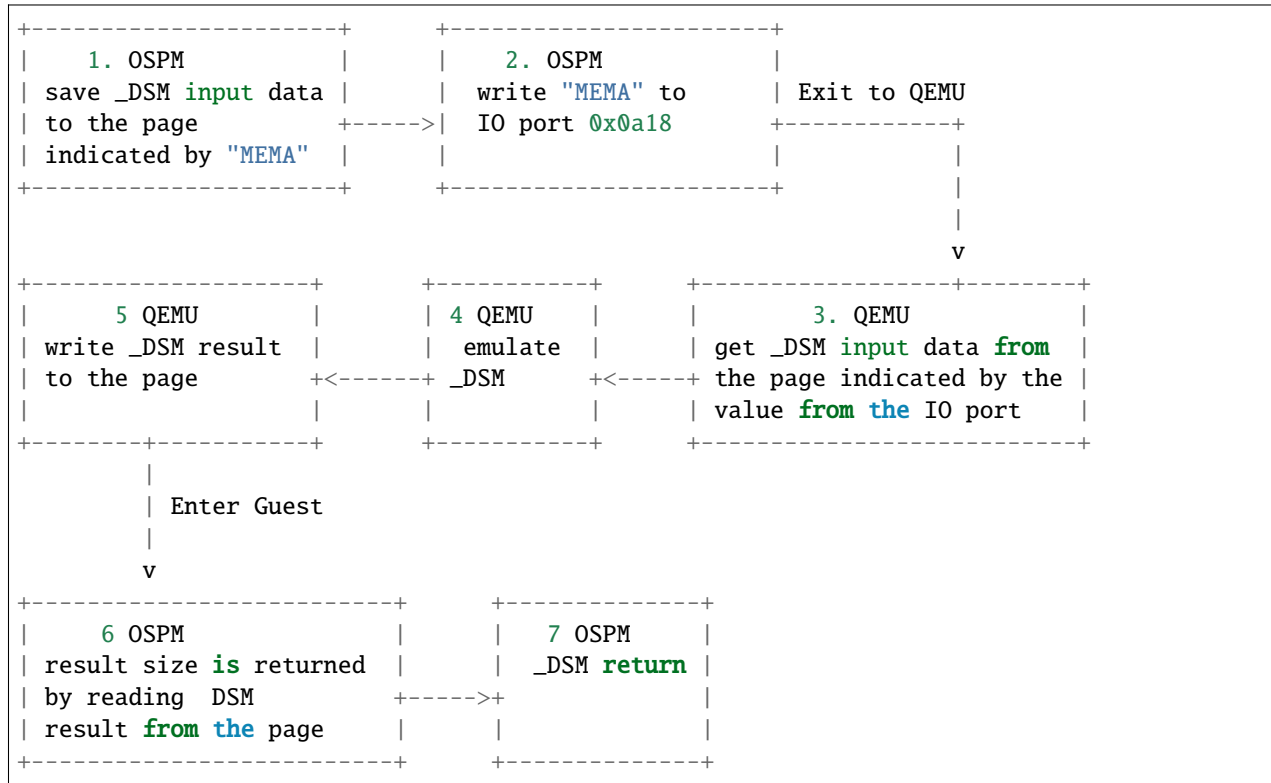 +----------------------+      +-----------------------+
|    1. OSPM           |      |    2. OSPM            |
| save _DSM input data |      |  write "MEMA" to      | Exit to QEMU
| to the page          +----->|  IO port 0x0a18       +------------+
| indicated by "MEMA"  |      |                       |            |
+----------------------+      +-----------------------+            |
                                                                   |
                                                                   v
+--------------------+       +-----------+      +------------------+--------+
|      5 QEMU        |       | 4 QEMU    |      |        3. QEMU            |
| write _DSM result  |       |  emulate  |      | get _DSM input data from  |
| to the page        +<------+ _DSM      +<-----+ the page indicated by the |
|                    |       |           |      | value from the IO port    |
+--------+-----------+       +-----------+      +---------------------------+
         |
         | Enter Guest
         |
         v
+--------------------------+      +--------------+
|     6 OSPM               |      |   7 OSPM     |
| result size is returned  |      |  _DSM return |
| by reading  DSM          +----->+              |
| result from the page     |      |              |
+--------------------------+      +--------------+